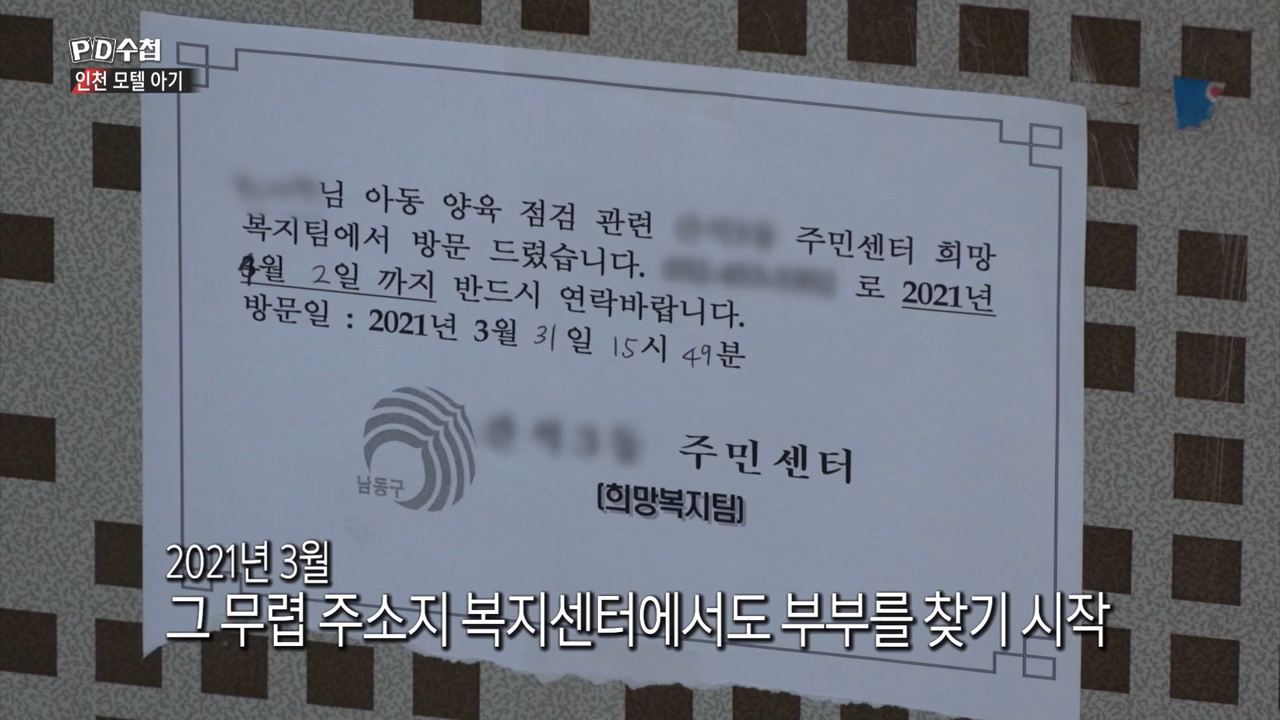 PD수첩
인천 모텔 아기
님 아동 양육 점검 관련 주민센터 희망
복지팀에서 방문 드렸습니다. 로 2021년
4월 2일 까지 반드시 연락바랍니다.
방문일 : 2021년 3월 31일 15시 49분
남동구
주민센터
(희망복지팀)
2021년 3월
그 무렵 주소지 복지센터에서도 부부를 찾기 시작